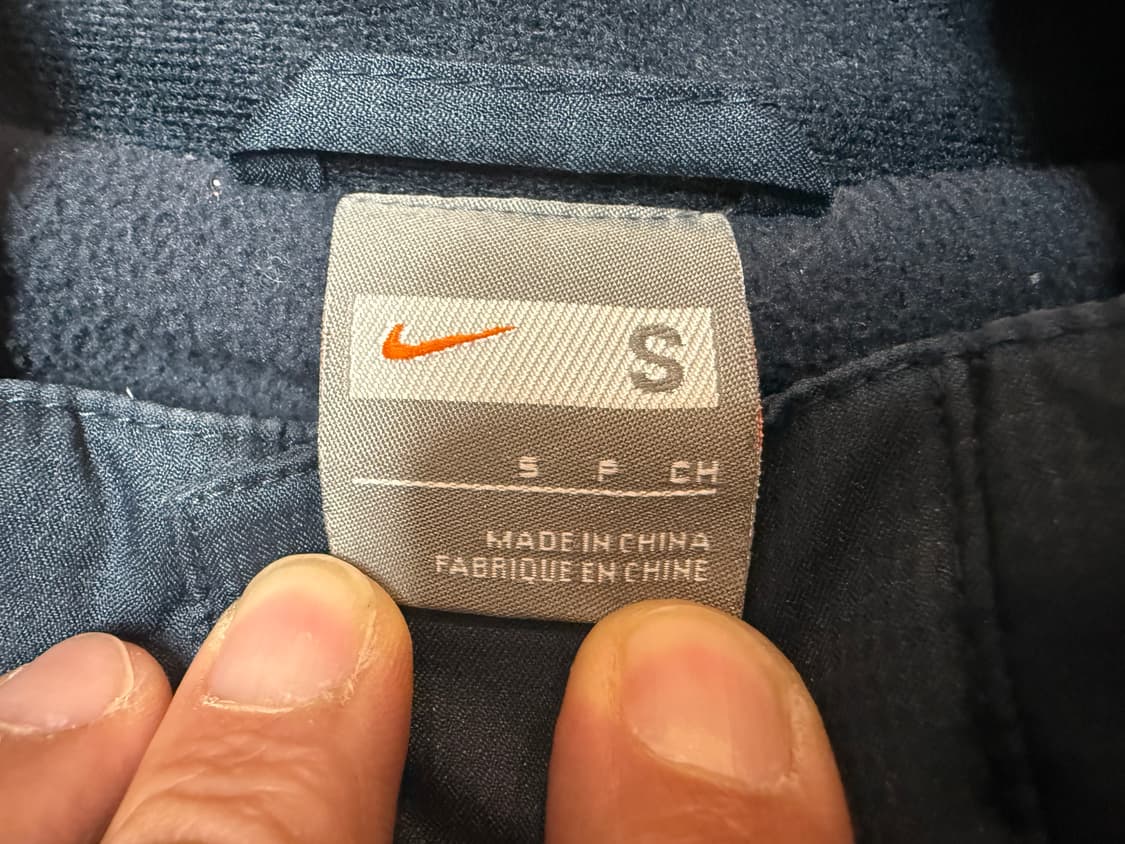 S
S P CH
MADE IN CHINA
FABRIQUE EN CHINE